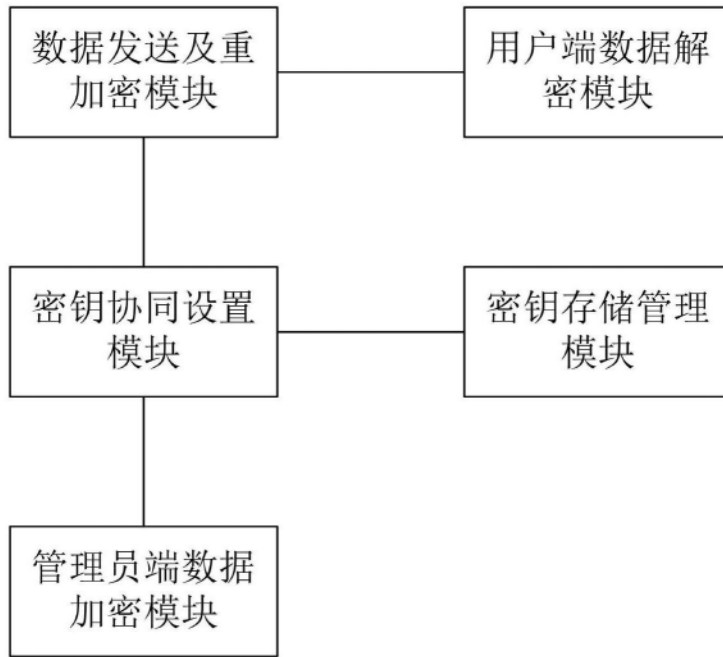 数据发送及重
加密模块
用户端数据解
密模块
密钥协同设置
模块
密钥存储管理
模块
管理员端数据
加密模块